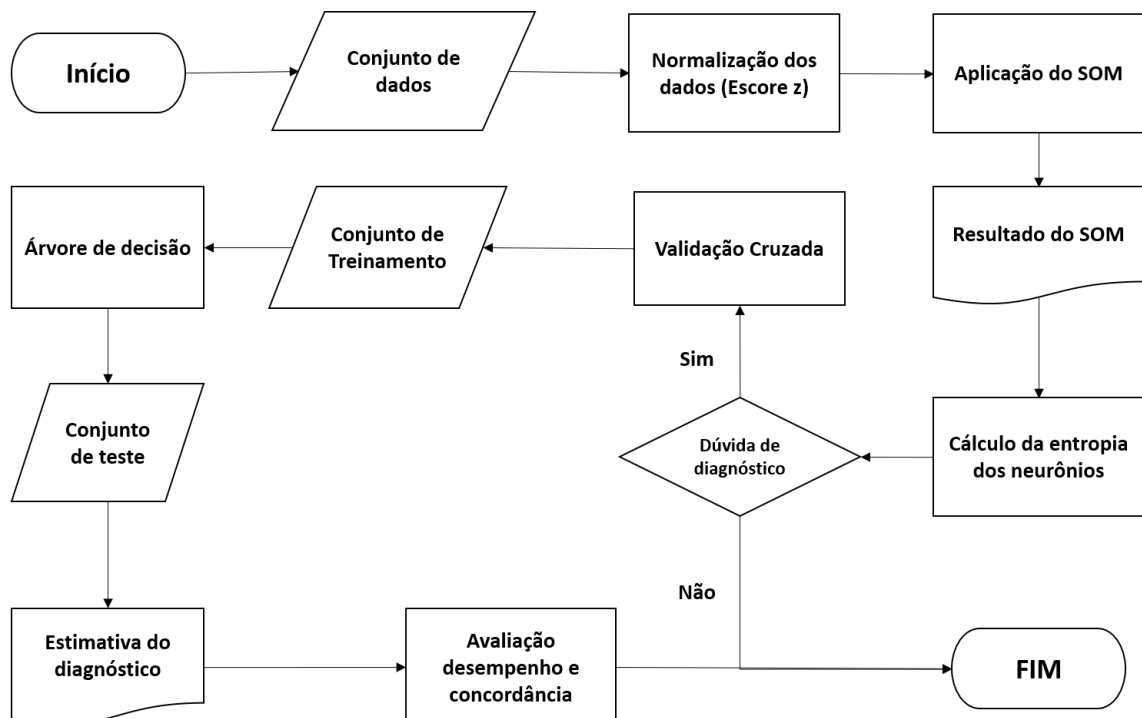 Início
Conjunto de
dados
Normalização dos
dados (Escore z)
Aplicação do SOM
Árvore de decisão
Conjunto de
Treinamento
Validação Cruzada
Resultado do SOM
Sim
Conjunto
de teste
Dúvida de
diagnóstico
Cálculo da entropia
dos neurônios
Não
Estimativa do
diagnóstico
Avaliação
desempenho e
concordância
FIM